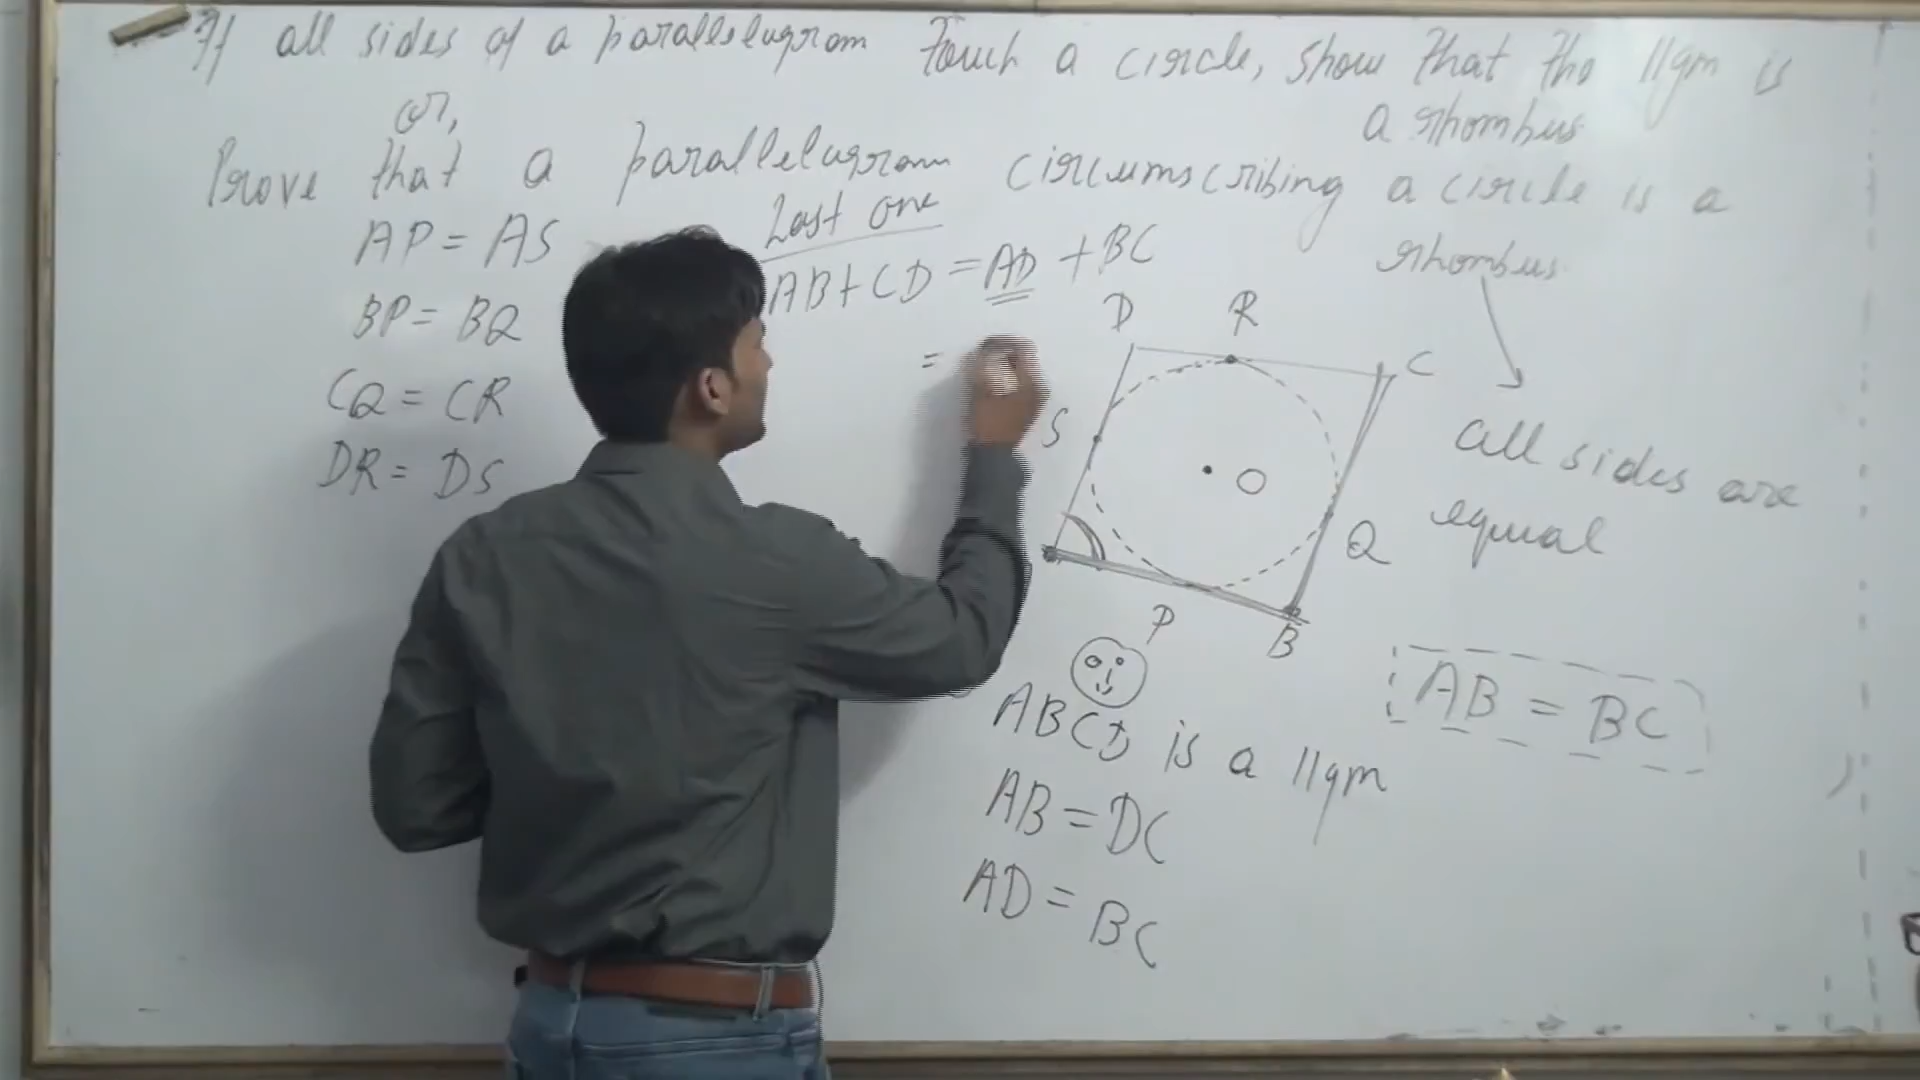 If all sides of a parallelogram touch a circle, show that the llgm is
a rhombus
or,
Prove that a parallelogram circumscribing a circle is a
rhombus
Last one
AP = AS
BP = BQ
CQ = CR
DR = DS
AB + CD = AD + BC
=
D R C
S O Q
P B
all sides are
equal
AB = BC
ABCD is a llgm
AB = DC
AD = BC